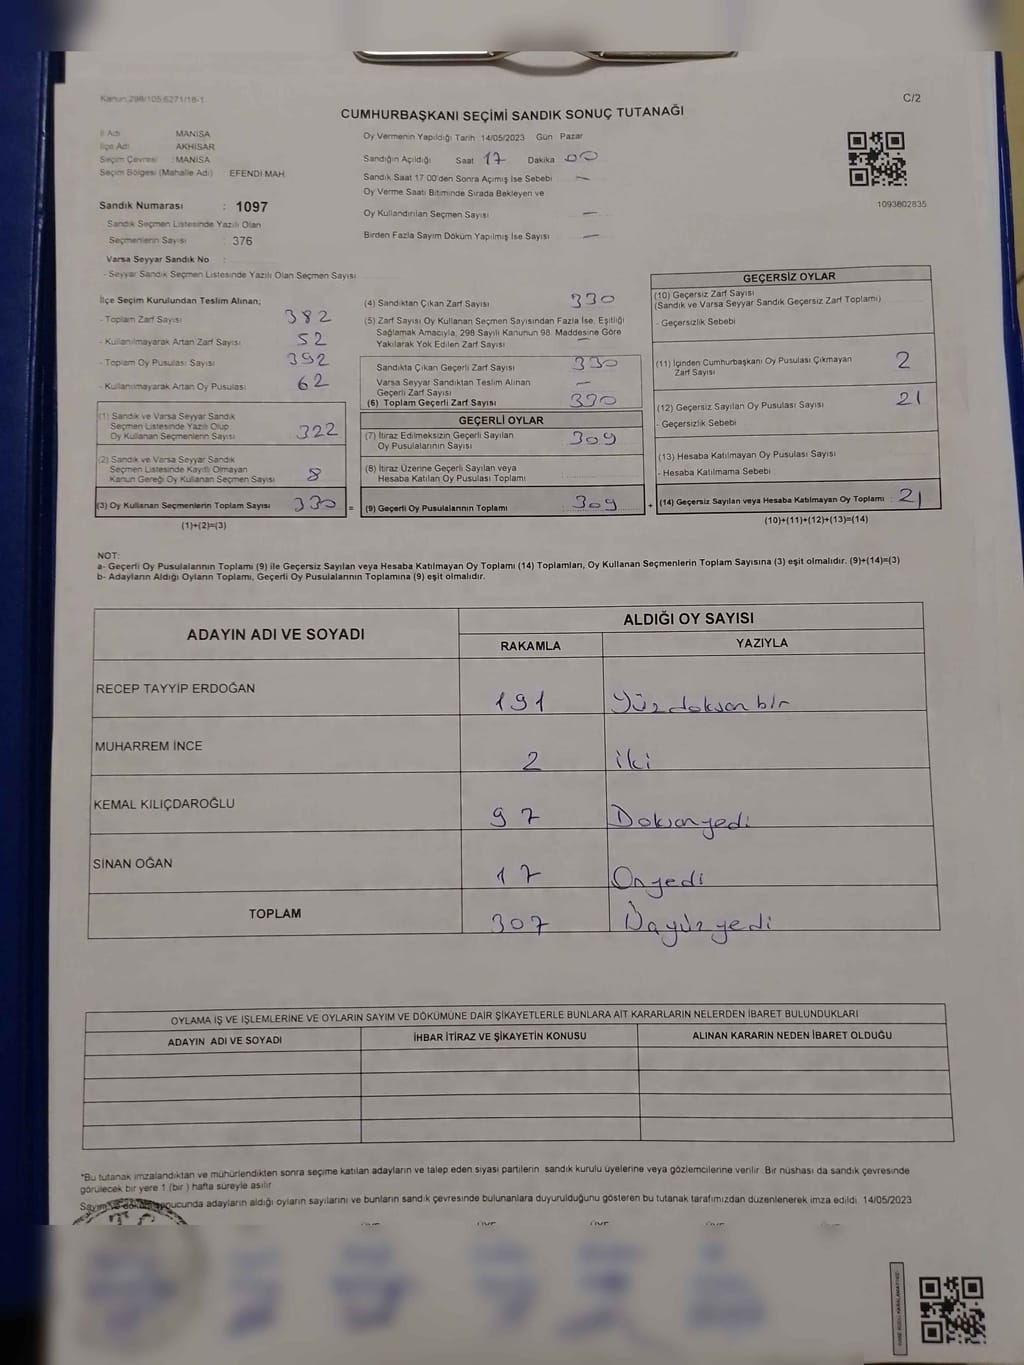 Kanun 298/105,6271/18-1
C/2
CUMHURBAŞKANI SEÇİMİ SANDIK SONUÇ TUTANAĞI
İl Adı MANİSA
İlçe Adı AKHİSAR
Seçim Çevresi : MANİSA
Seçim Bölgesi (Mahalle Adı) EFENDİ MAH.
Sandık Numarası : 1097
Sandık Seçmen Listesinde Yazılı Olan
Seçmenlerin Sayısı : 376
Varsa Seyyar Sandık No :
- Seyyar Sandık Seçmen Listesinde Yazılı Olan Seçmen Sayısı
Oy Vermenin Yapıldığı Tarih 14/05/2023 Gün Pazar
Sandığın Açıldığı Saat 17 Dakika 00
Sandık Saat 17 00'den Sonra Açımış İse Sebebi —
Oy Verme Saati Bitiminde Sırada Bekleyen ve
Oy Kullandırılan Seçmen Sayısı —
Birden Fazla Sayım Döküm Yapılmış İse Sayısı —
1093802835
İlçe Seçim Kurulundan Teslim Alınan;
- Toplam Zarf Sayısı 382
- Kullanılmayarak Artan Zarf Sayısı 52
- Toplam Oy Pusulası Sayısı 392
- Kullanılmayarak Artan Oy Pusulası 62
(1) Sandık ve Varsa Seyyar Sandık
Seçmen Listesinde Yazılı Olup
Oy Kullanan Seçmenlerin Sayısı 322
(2) Sandık ve Varsa Seyyar Sandık
Seçmen Listesinde Kayıtlı Olmayan
Kanun Gereği Oy Kullanan Seçmen Sayısı 8
(3) Oy Kullanan Seçmenlerin Toplam Sayısı 330 =
(1)+(2)=(3)
(4) Sandıktan Çıkan Zarf Sayısı 330
(5) Zarf Sayısı Oy Kullanan Seçmen Sayısından Fazla İse, Eşitliği
Sağlamak Amacıyla, 298 Sayılı Kanunun 98. Maddesine Göre
Yakılarak Yok Edilen Zarf Sayısı —
Sandıkta Çıkan Geçerli Zarf Sayısı 330
Varsa Seyyar Sandıktan Teslim Alınan
Geçerli Zarf Sayısı —
(6) Toplam Geçerli Zarf Sayısı 330
GEÇERLİ OYLAR
(7) İtiraz Edilmeksizin Geçerli Sayılan
Oy Pusulalarının Sayısı 309
(8) İtiraz Üzerine Geçerli Sayılan veya
Hesaba Katılan Oy Pusulası Toplamı
(9) Geçerli Oy Pusulalarının Toplamı 309 +
GEÇERSİZ OYLAR
(10) Geçersiz Zarf Sayısı
(Sandık ve Varsa Seyyar Sandık Geçersiz Zarf Toplamı)
- Geçersizlik Sebebi
(11) İçinden Cumhurbaşkanı Oy Pusulası Çıkmayan
Zarf Sayısı 2
(12) Geçersiz Sayılan Oy Pusulası Sayısı 21
- Geçersizlik Sebebi
(13) Hesaba Katılmayan Oy Pusulası Sayısı
- Hesaba Katılmama Sebebi
(14) Geçersiz Sayılan veya Hesaba Katılmayan Oy Toplamı : 21
(10)+(11)+(12)+(13)=(14)
NOT:
a- Geçerli Oy Pusulalarının Toplamı (9) ile Geçersiz Sayılan veya Hesaba Katılmayan Oy Toplamı (14) Toplamları, Oy Kullanan Seçmenlerin Toplam Sayısına (3) eşit olmalıdır. (9)+(14)=(3)
b- Adayların Aldığı Oyların Toplamı, Geçerli Oy Pusulalarının Toplamına (9) eşit olmalıdır.
ADAYIN ADI VE SOYADI
ALDIĞI OY SAYISI
RAKAMLA YAZIYLA
RECEP TAYYİP ERDOĞAN 191 Yüzdoksan bir
MUHARREM İNCE 2 iki
KEMAL KILIÇDAROĞLU 97 Doksanyedi
SİNAN OĞAN 17 Onyedi
TOPLAM 307 Üçyüzyedi
OYLAMA İŞ VE İŞLEMLERİNE VE OYLARIN SAYIM VE DÖKÜMÜNE DAİR ŞİKAYETLERLE BUNLARA AİT KARARLARIN NELERDEN İBARET BULUNDUKLARI
ADAYIN ADI VE SOYADI İHBAR İTİRAZ VE ŞİKAYETİN KONUSU ALINAN KARARIN NEDEN İBARET OLDUĞU
*Bu tutanak imzalandıktan ve mühürlendikten sonra seçime katılan adayların ve talep eden siyasi partilerin sandık kurulu üyelerine veya gözlemcilerine verilir. Bir nüshası da sandık çevresinde
görülecek bir yere 1 (bir) hafta süreyle asılır
Sayım ve döküm sonucunda adayların aldığı oyların sayılarını ve bunların sandık çevresinde bulunanlara duyurulduğunu gösteren bu tutanak tarafımızdan düzenlenerek imza edildi. 14/05/2023